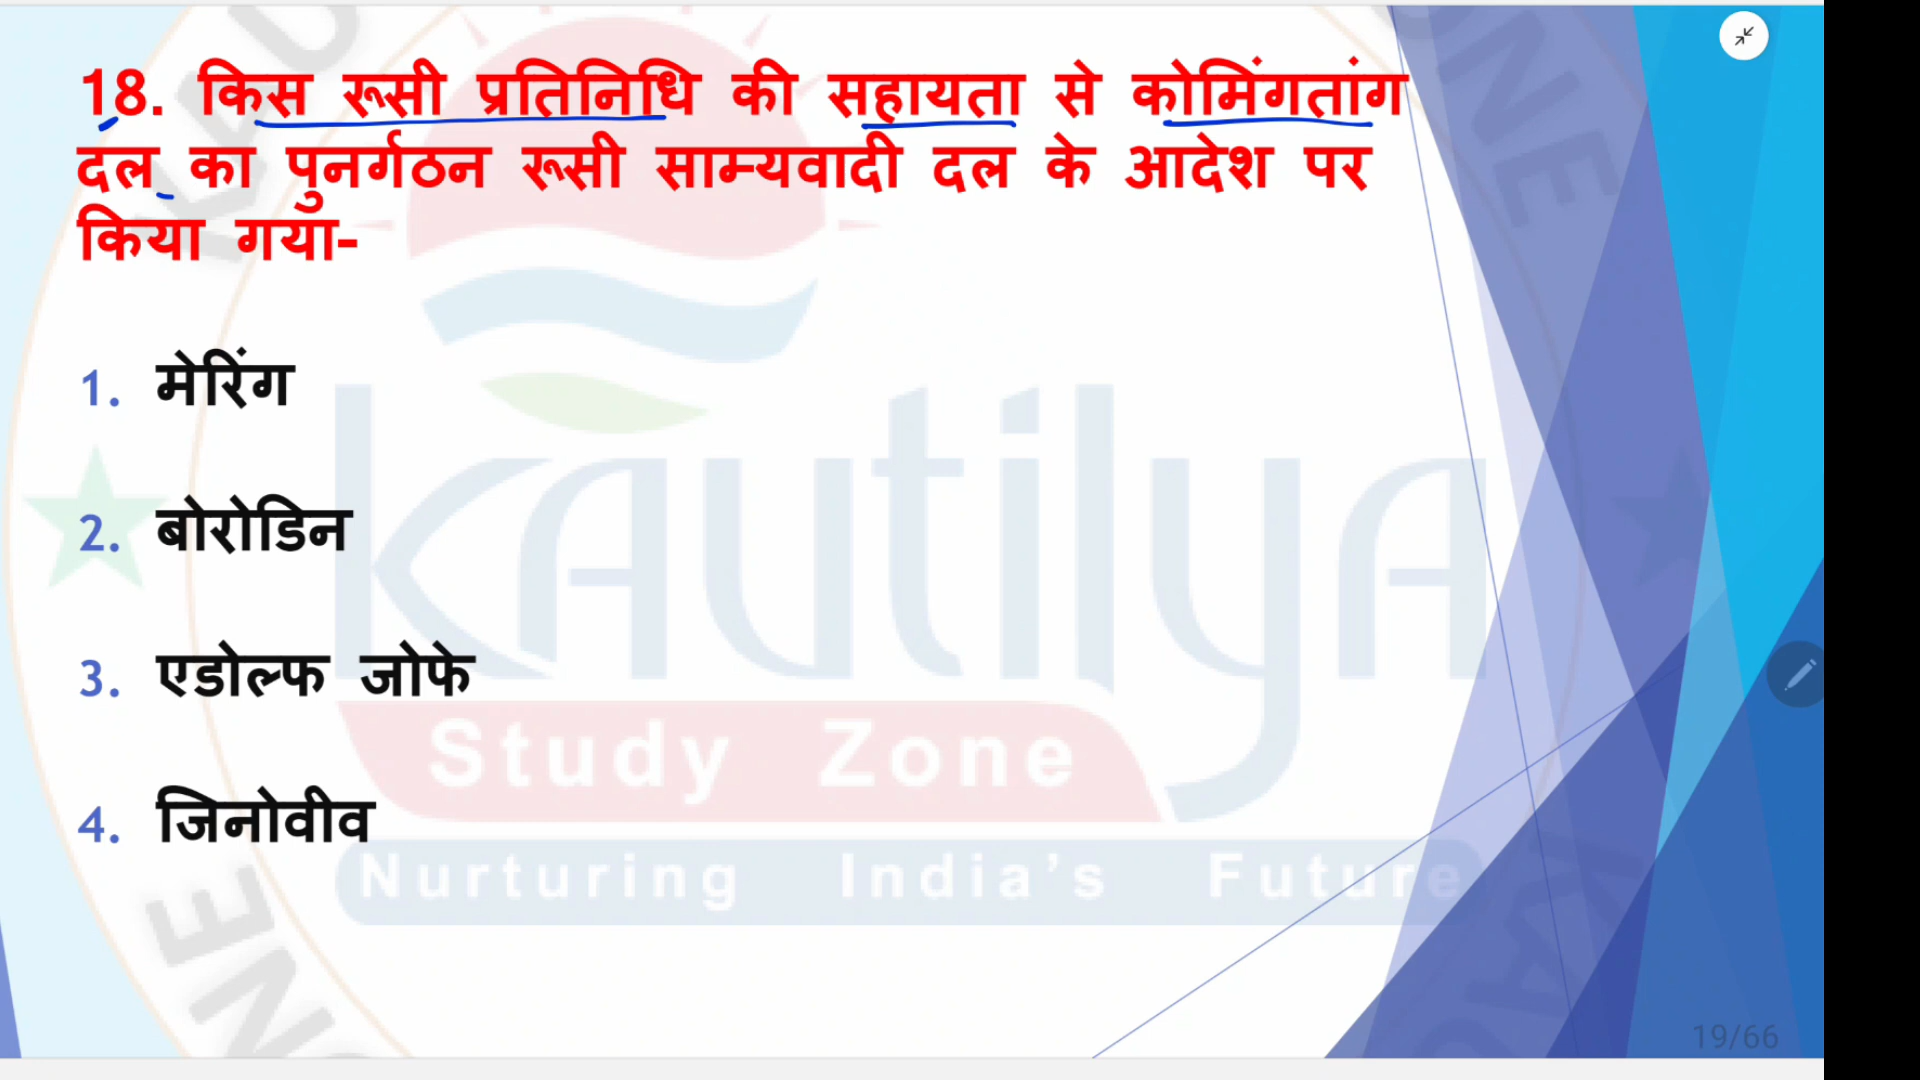 18. किस रूसी प्रतिनिधि की सहायता से कोमिंगतांग
दल का पुनर्गठन रूसी साम्यवादी दल के आदेश पर
किया गया-
1. मेरिंग
2. बोरोडिन
3. एडोल्फ जोफे
4. जिनोवीव
kautilya
Study Zone
Nurturing India's Future
19/66